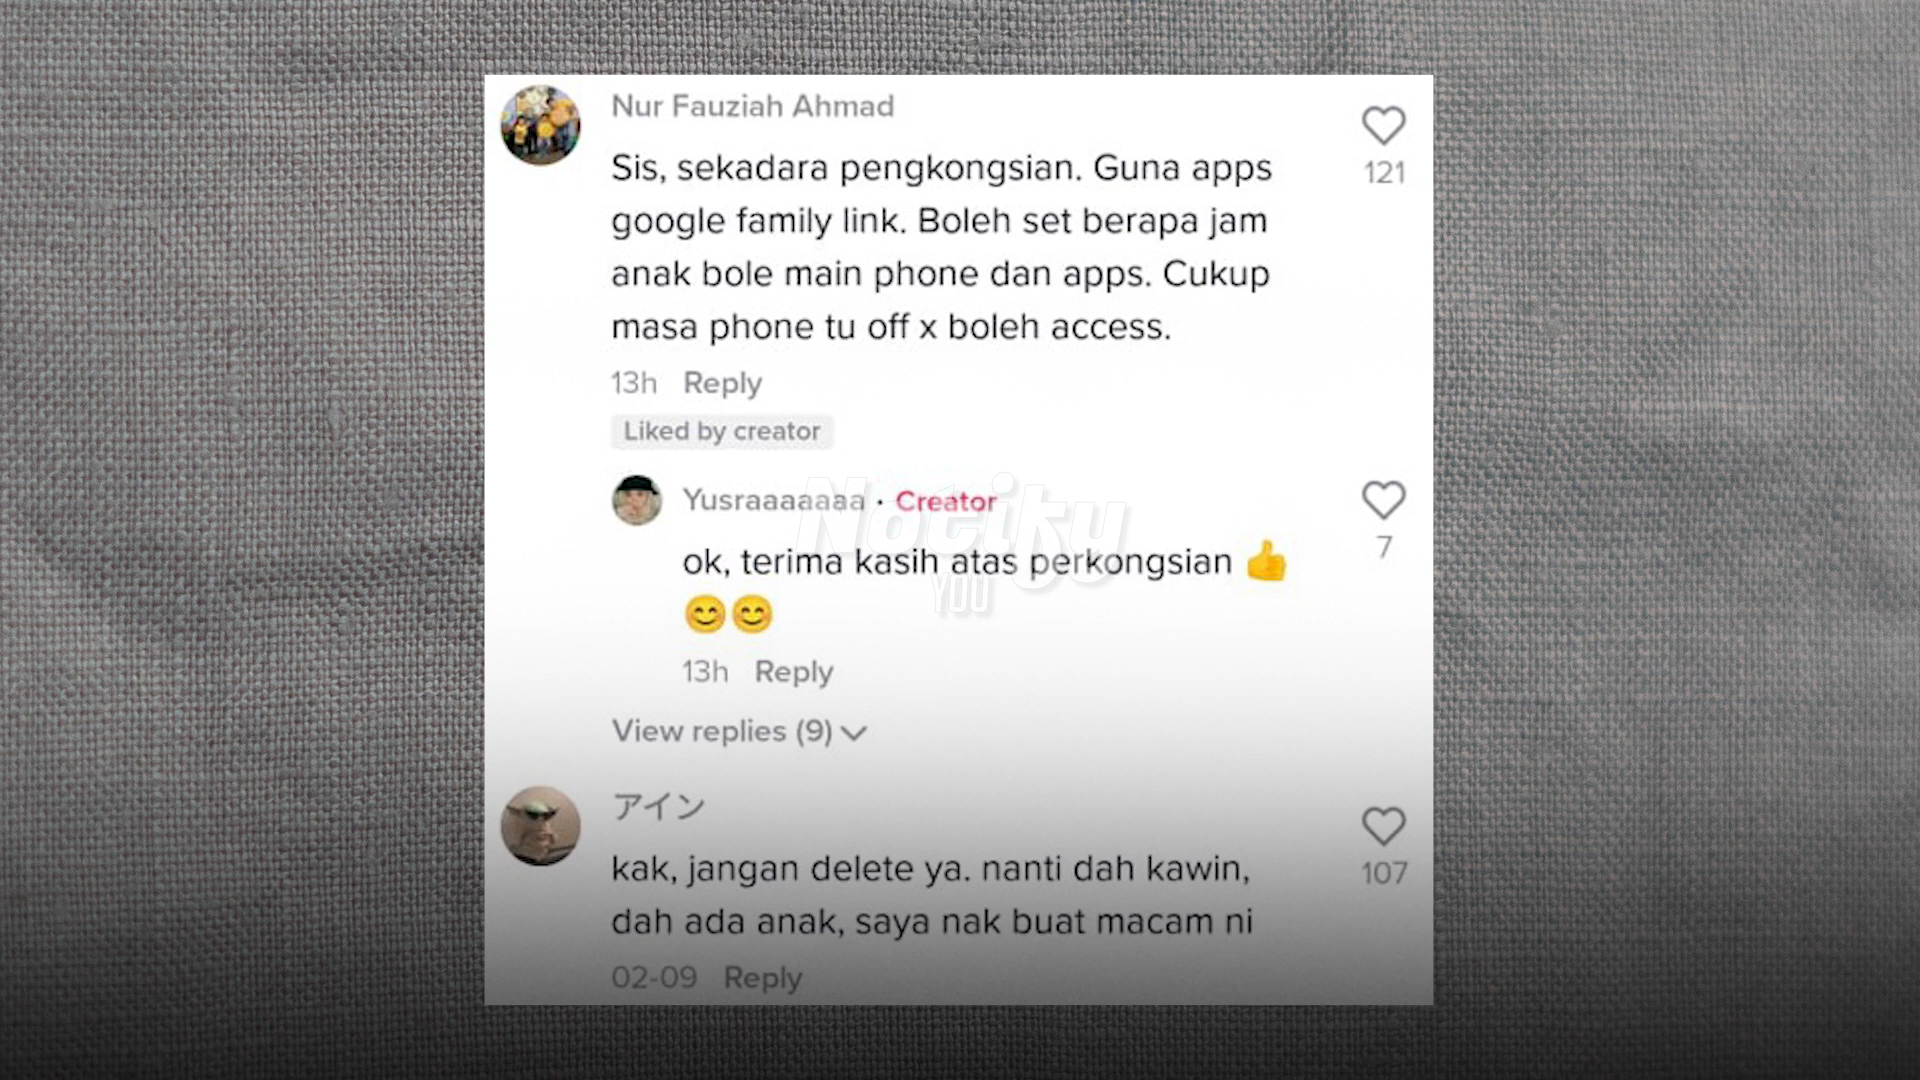 Nur Fauziah Ahmad
121
Sis, sekadara pengkongsian. Guna apps
google family link. Boleh set berapa jam
anak bole main phone dan apps. Cukup
masa phone tu off x boleh access.
13h Reply
Liked by creator
Yusraaaaaaa · Creator
7
ok, terima kasih atas perkongsian 👍
😊😊
Notiku
YOU
13h Reply
View replies (9)
アイン
107
kak, jangan delete ya. nanti dah kawin,
dah ada anak, saya nak buat macam ni
02-09 Reply